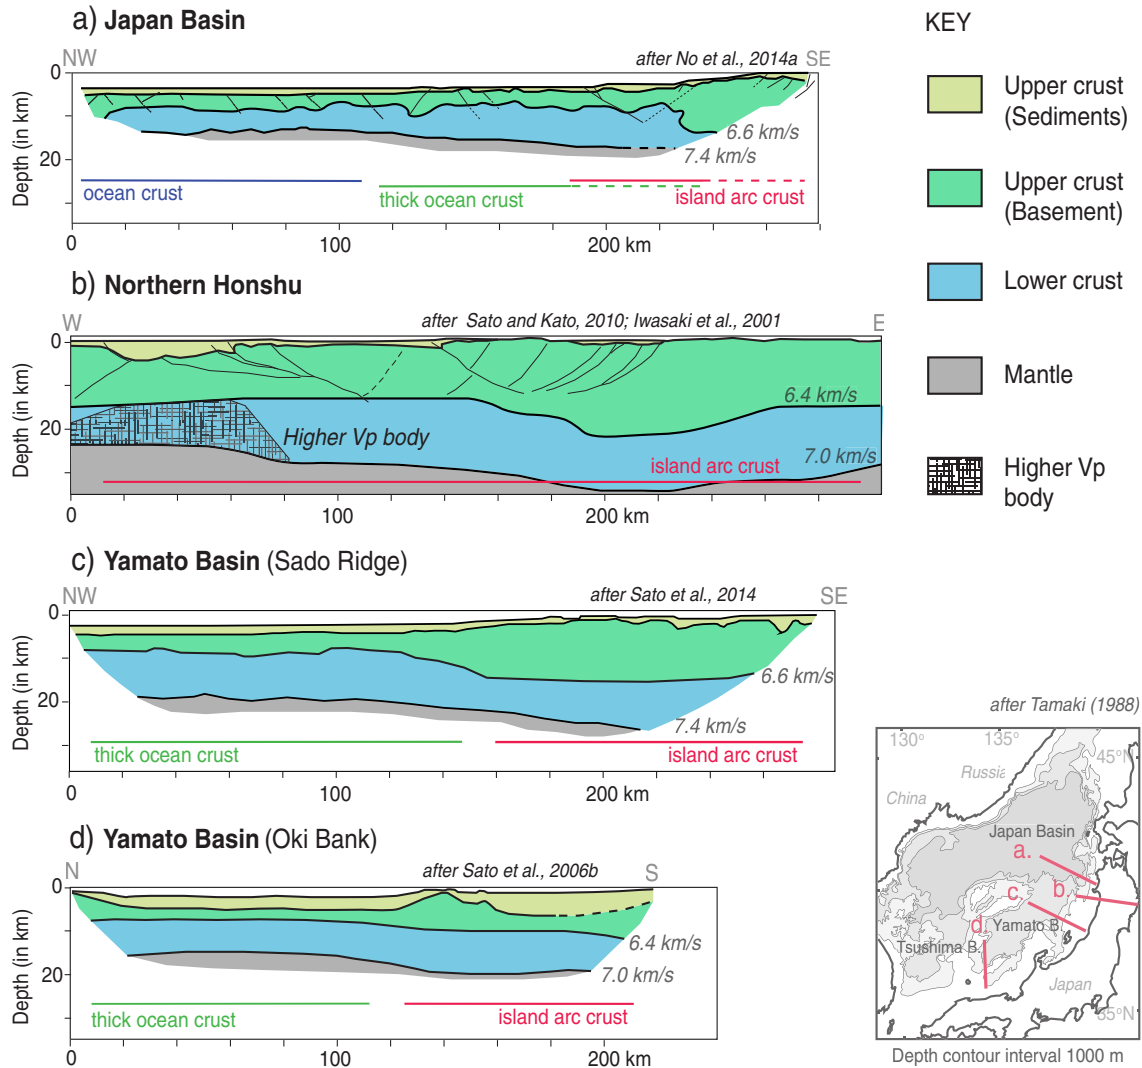 a) Japan Basin
NW
after No et al., 2014a
SE
0
20
Depth (in km)
6.6 km/s
7.4 km/s
ocean crust
thick ocean crust
island arc crust
0
100
200 km
b) Northern Honshu
W
after Sato and Kato, 2010; Iwasaki et al., 2001
E
0
20
Depth (in km)
6.4 km/s
Higher Vp body
7.0 km/s
island arc crust
0
200 km
c) Yamato Basin (Sado Ridge)
NW
after Sato et al., 2014
SE
0
20
Depth (in km)
6.6 km/s
7.4 km/s
thick ocean crust
island arc crust
0
100
200 km
d) Yamato Basin (Oki Bank)
N
after Sato et al., 2006b
S
0
20
Depth (in km)
6.4 km/s
7.0 km/s
thick ocean crust
island arc crust
0
100
200 km
KEY
Upper crust
(Sediments)
Upper crust
(Basement)
Lower crust
Mantle
Higher Vp
body
after Tamaki (1988)
130°
135°
45°N
Russia
China
Japan Basin
a.
b.
c.
d.
Yamato B.
Tsushima B.
Japan
35°N
Depth contour interval 1000 m